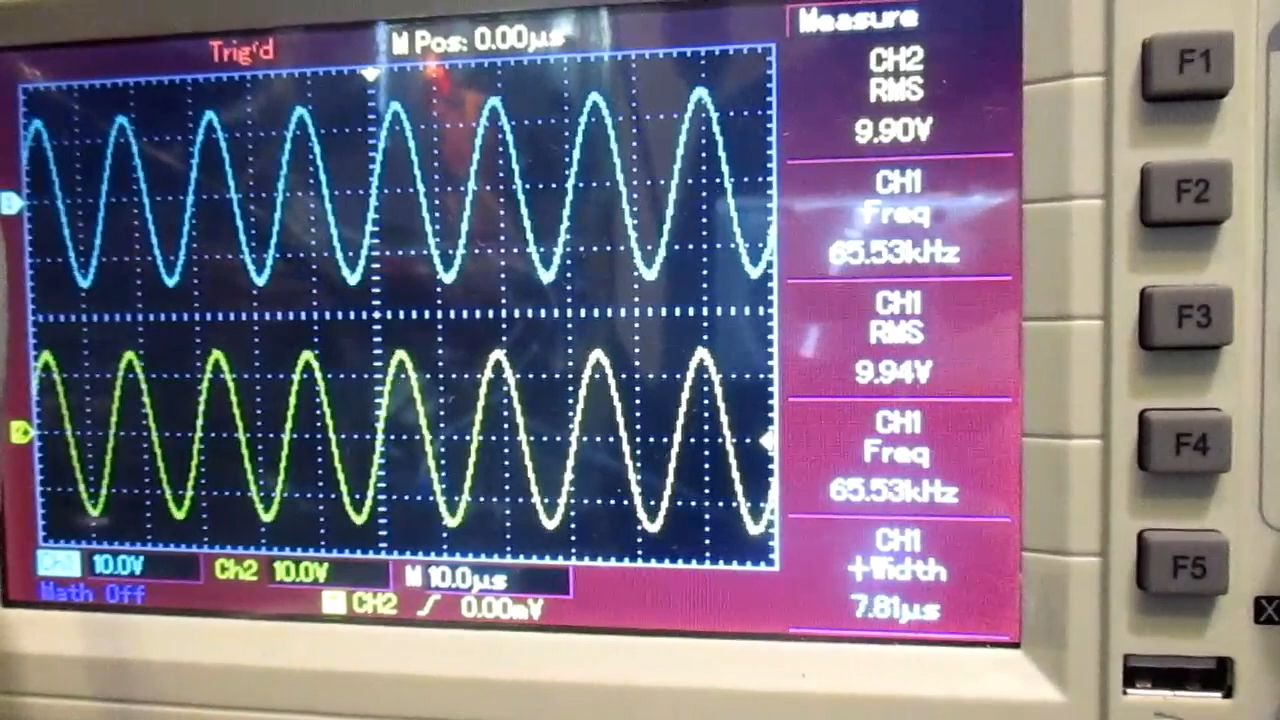 Trig'd
M Pos: 0.00µs
Measure
CH2
RMS
9.90V
CH1
Freq
65.53kHz
CH1
RMS
9.94V
CH1
Freq
65.53kHz
CH1
+Width
7.81µs
1
2
Ch1 10.0V Ch2 10.0V M 10.0µs
Math Off
CH2 0.00mV
F1
F2
F3
F4
F5
X